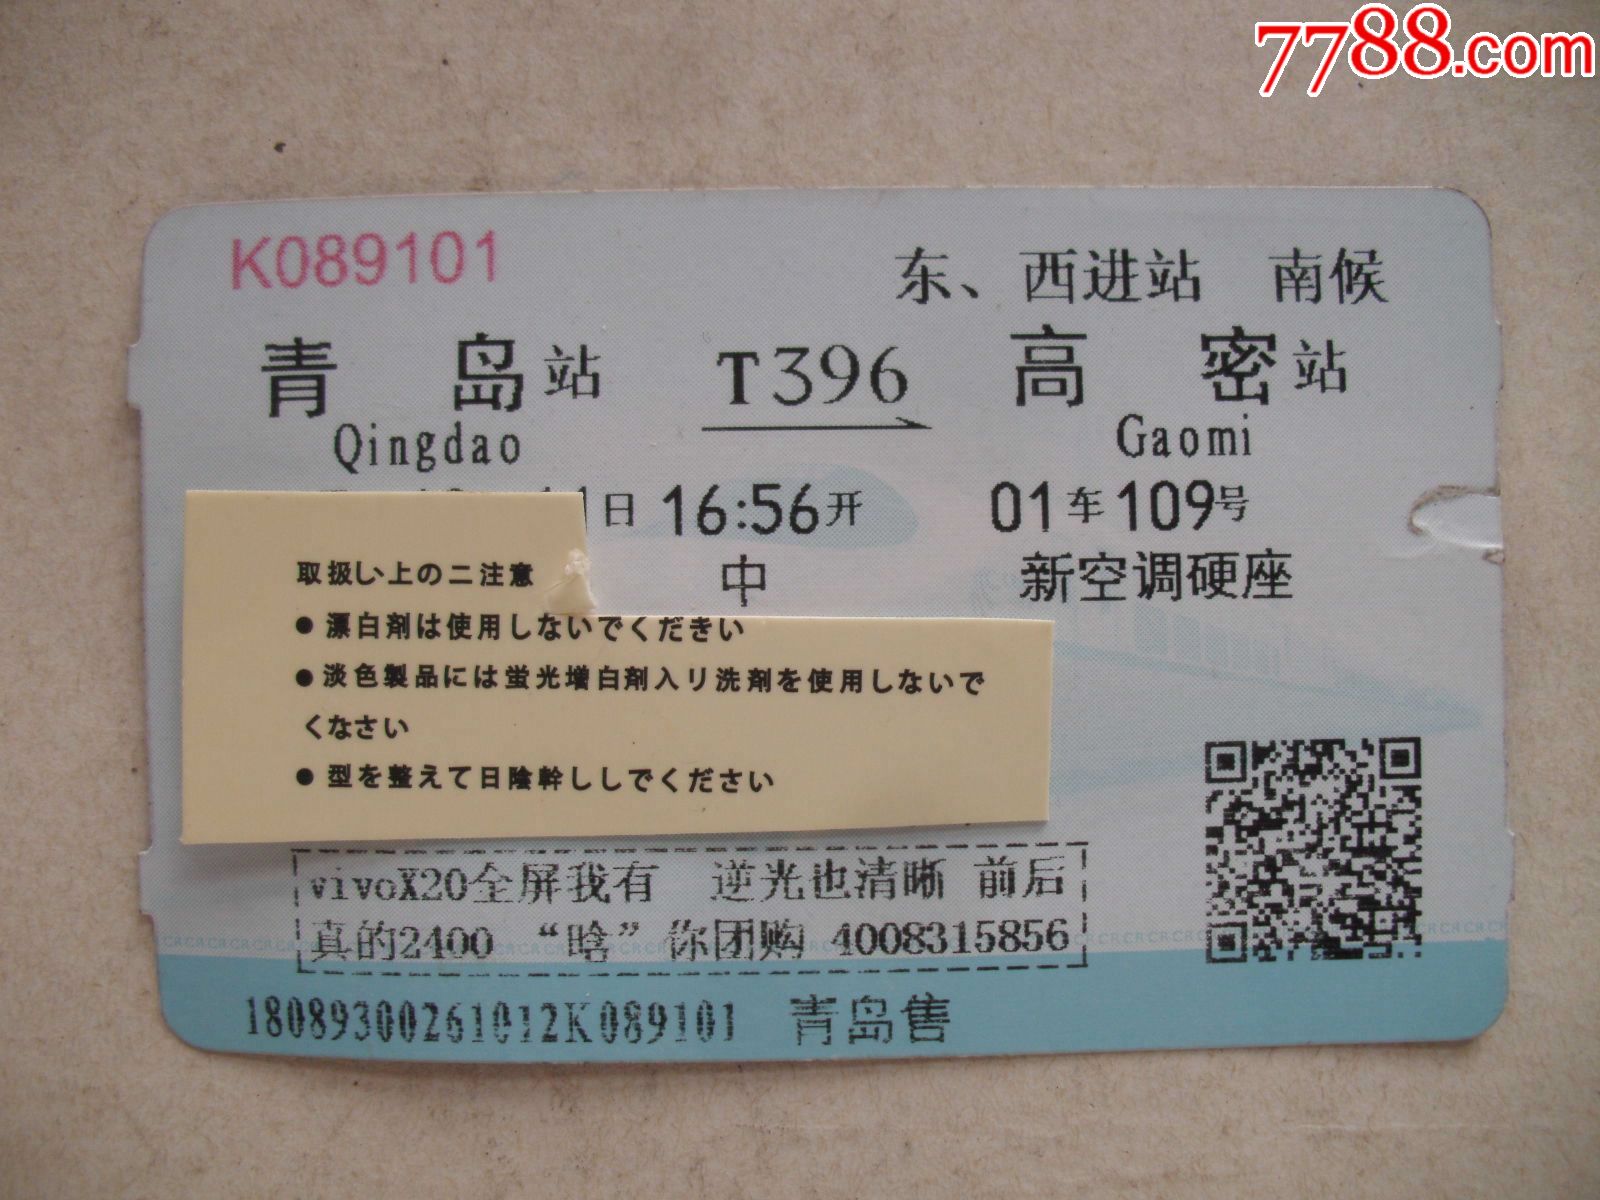 7788.com
K089101
东、西进站 南候
青岛站 T396 高密站
Qingdao Gaomi
日 16:56开 01车109号
中 新空调硬座
取扱い上のニ注意
●漂白剤は使用しないでくだきい
●淡色製品には蛍光増白剤入リ洗剤を使用しないで
くなさい
●型を整えて日陰幹ししでください
vivoX20全屏我有 逆光也清晰 前后
真的2400 “啥”你团购 4008315856
18089300261012K089101 青岛售